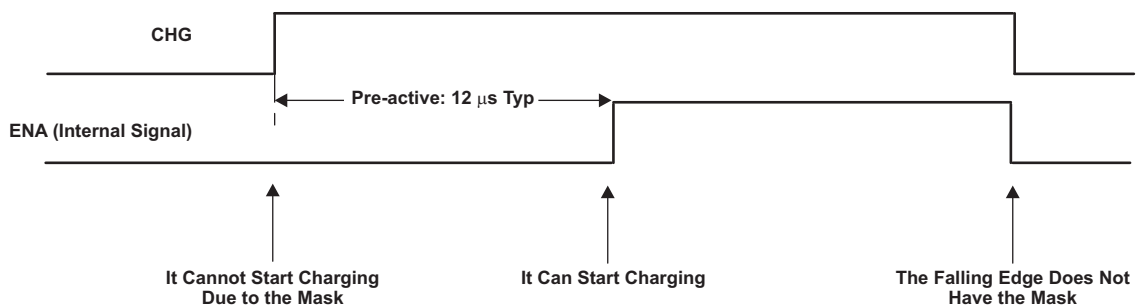 CHG
Pre-active: 12 μs Typ
ENA (Internal Signal)
It Cannot Start Charging
Due to the Mask
It Can Start Charging
The Falling Edge Does Not
Have the Mask